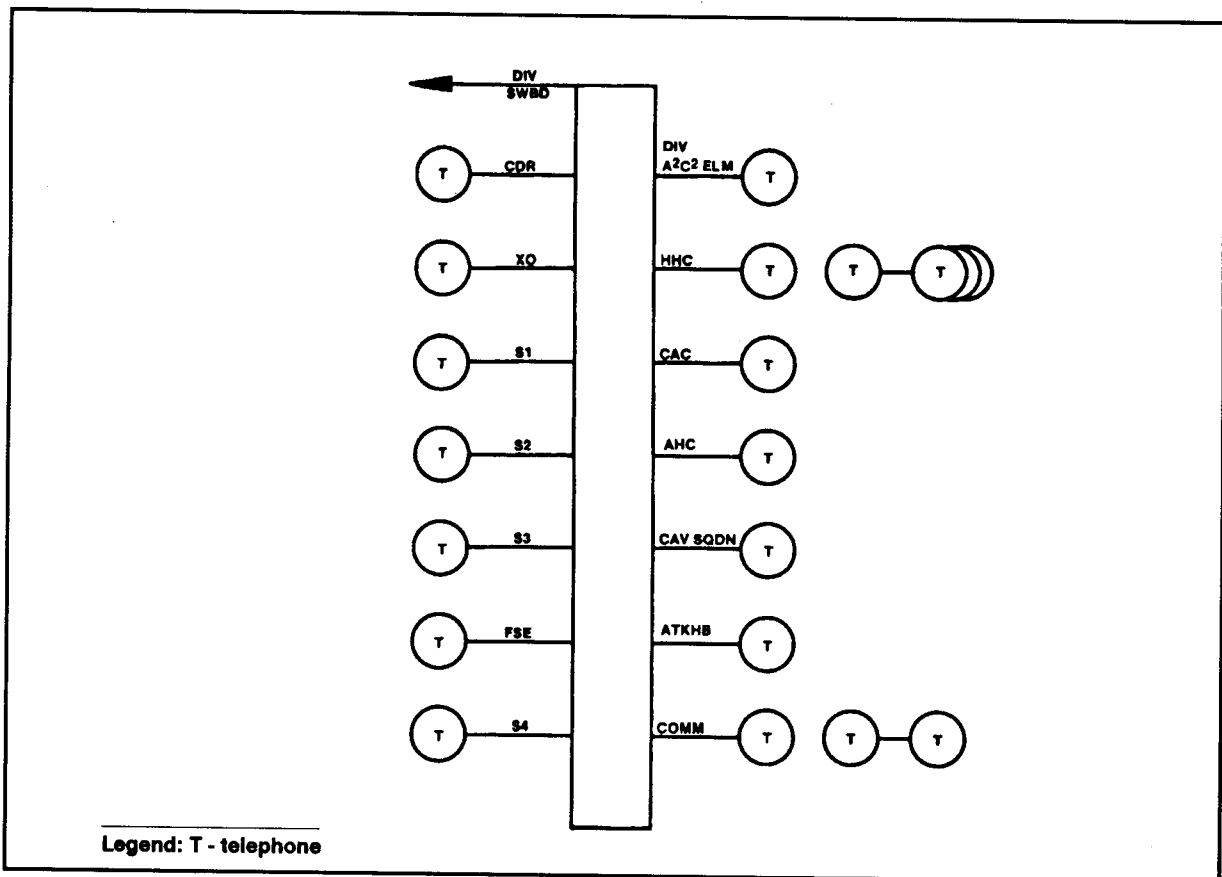 DIV
SWBD
T CDR
DIV
A²C² ELM T
T XO
HHC T T T
T S1
CAC T
T S2
AHC T
T S3
CAV SQDN T
T FSE
ATKHB T
T S4
COMM T T T
Legend: T - telephone